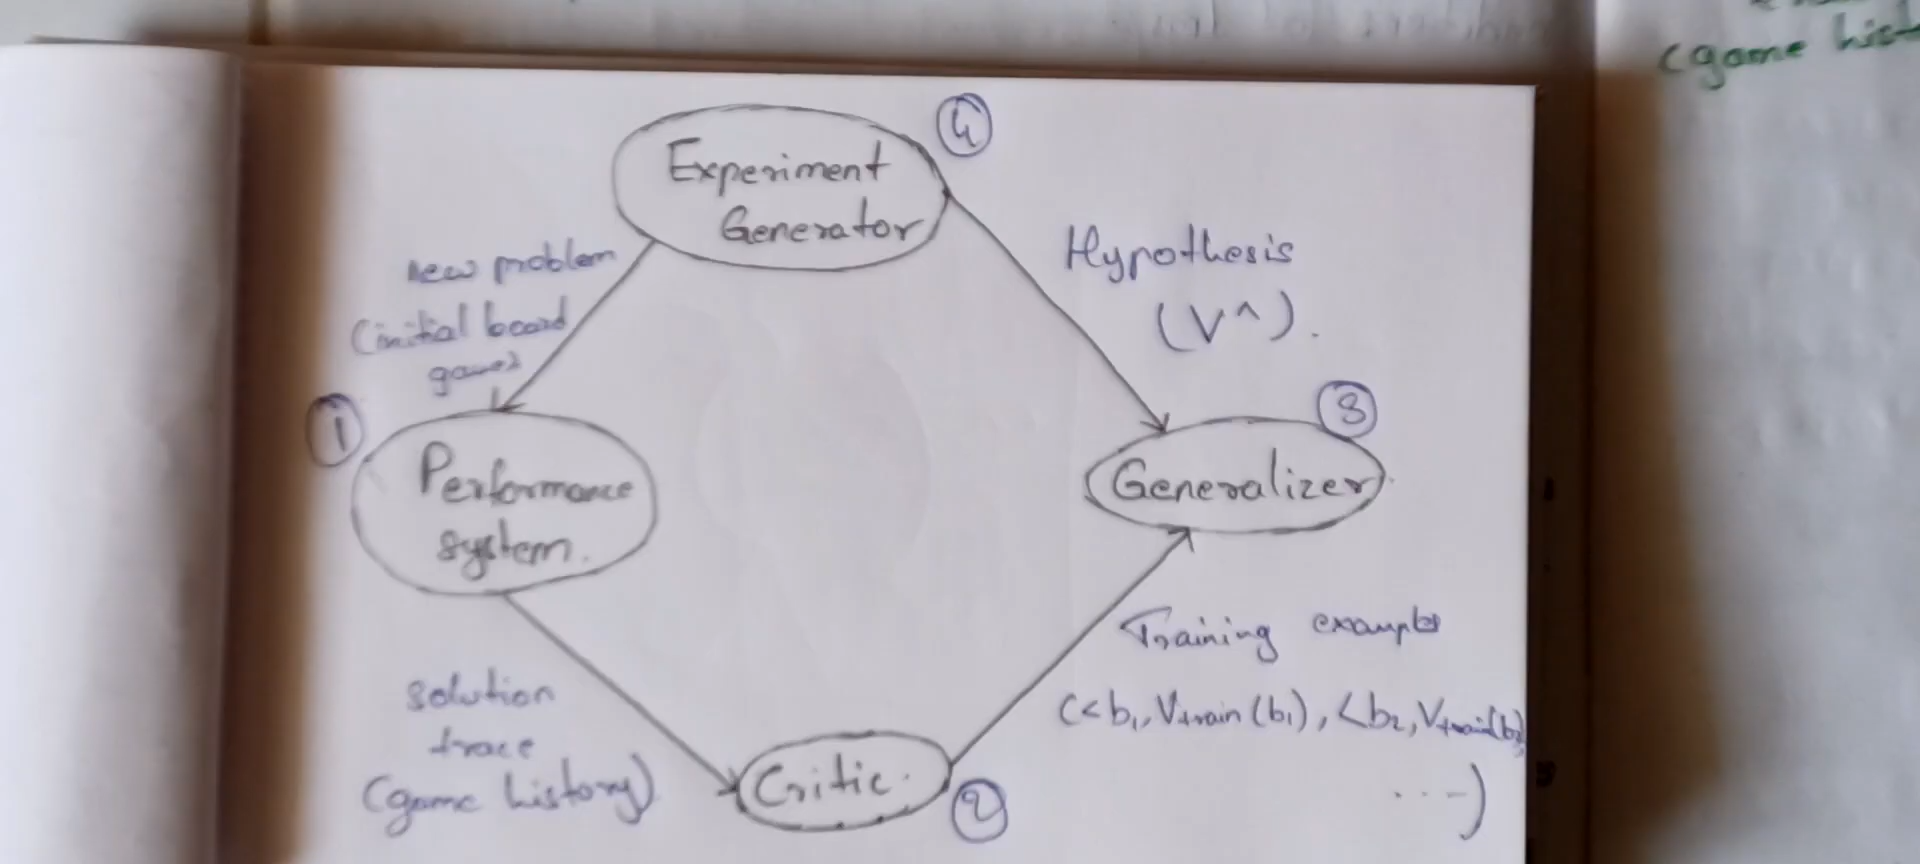 (game hist
4
Experiment
Generator
new problem
(initial board
games)
Hypothesis
(V^).
1
Performance
system.
3
Generalizer
Training examples
(<b₁, Vtrain(b₁), <b₂, Vtrain(b₂)
...)
solution
trace
(game history)
Critic.
2